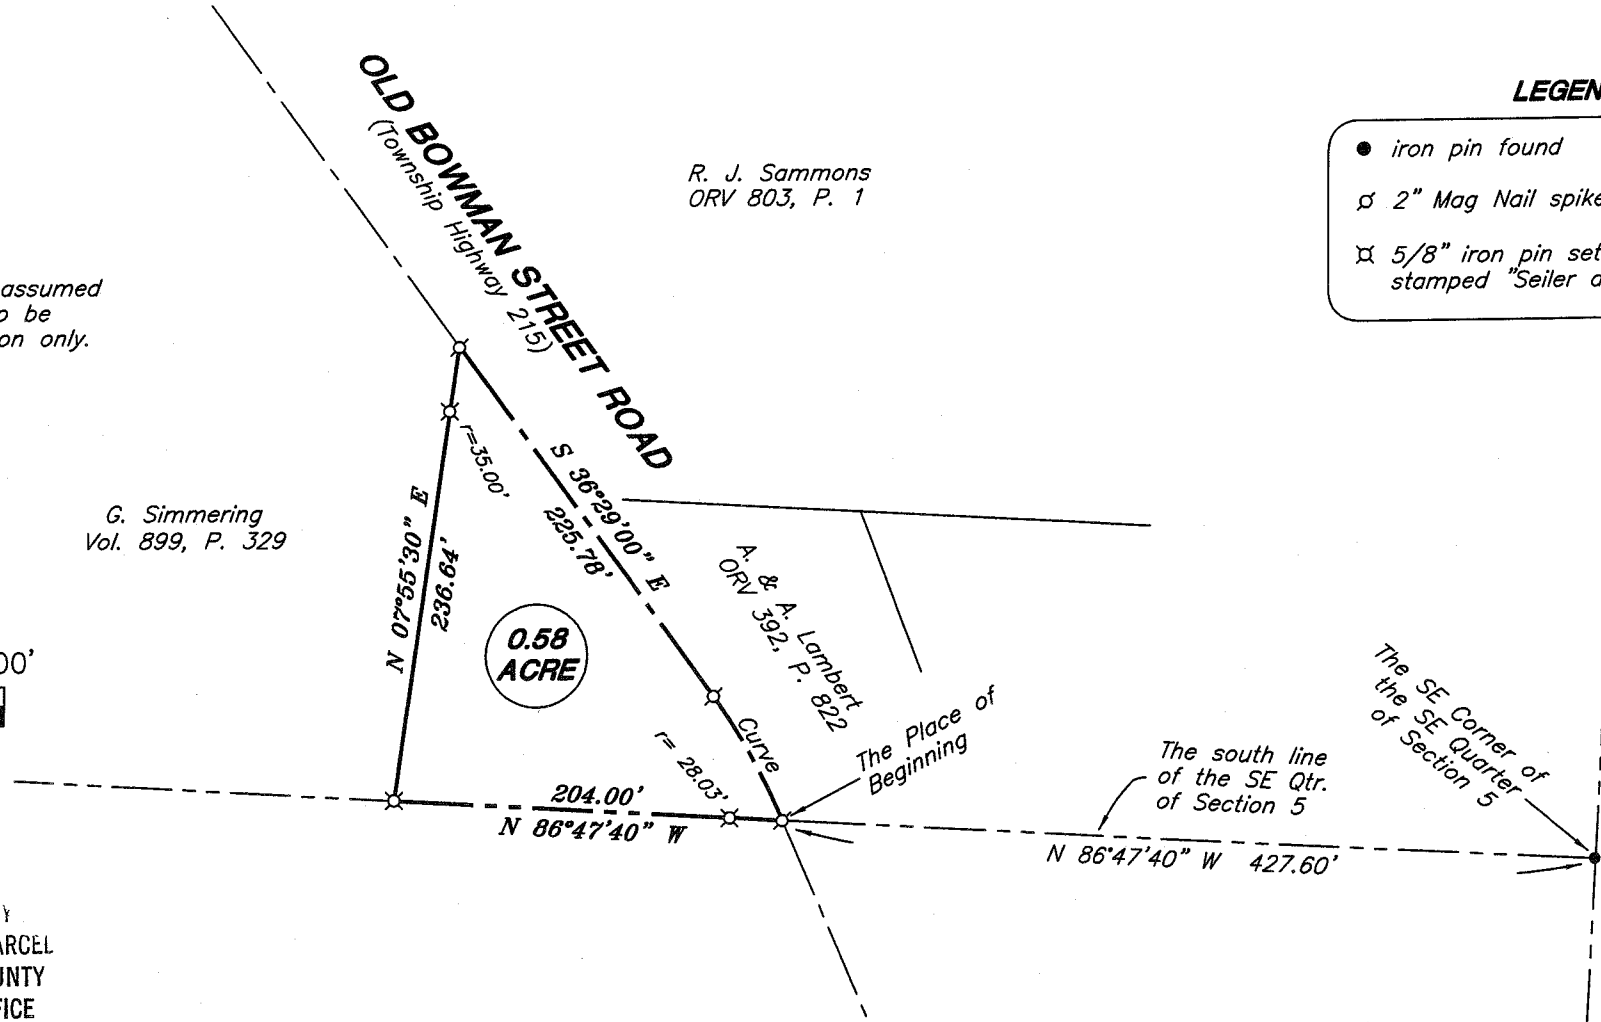 LEGEN
iron pin found
2" Mag Nail spike
5/8" iron pin set
stamped "Seiler a
OLD BOWMAN STREET ROAD
(Township Highway 215)
R. J. Sammons
ORV 803, P. 1
assumed
o be
on only.
r=35.00'
S 36°29'00" E
225.78'
G. Simmering
Vol. 899, P. 329
N 07°55'30" E
236.64'
0.58
ACRE
A. & A. Lambert
ORV 392, P. 822
00'
Curve
r= 28.03'
The Place of
Beginning
The south line
of the SE Qtr.
of Section 5
The SE Corner of
the SE Quarter
of Section 5
204.00'
N 86°47'40" W
N 86°47'40" W 427.60'
Y
ARCEL
UNTY
FICE